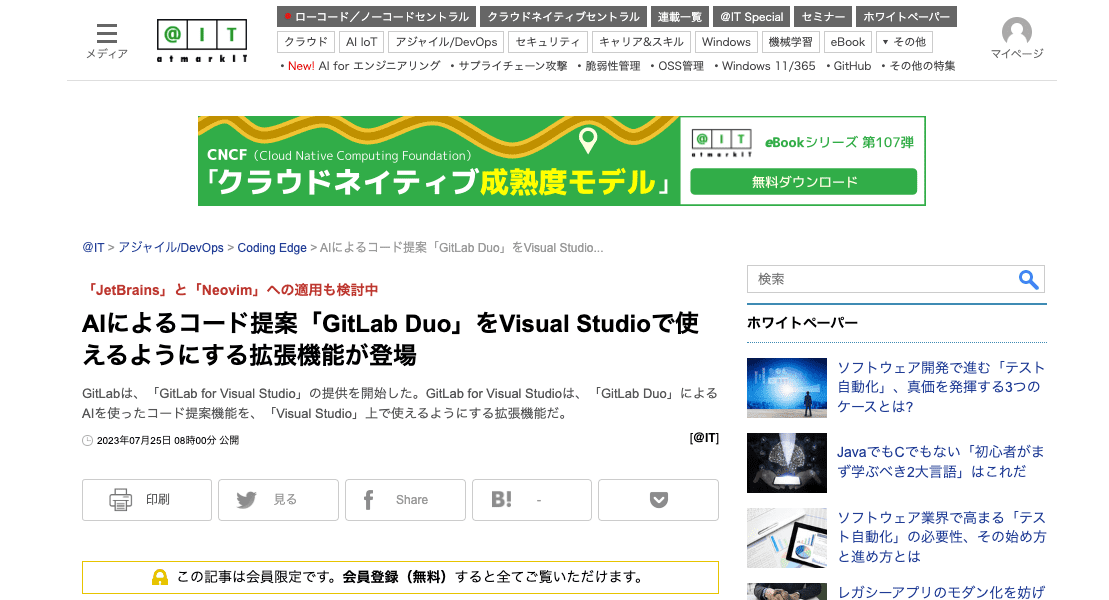 メディア
@IT
atmarkIT
ローコード／ノーコードセントラル
クラウドネイティブセントラル
連載一覧
@IT Special
セミナー
ホワイトペーパー
クラウド
AI IoT
アジャイル/DevOps
セキュリティ
キャリア&スキル
Windows
機械学習
eBook
▼ その他
・New! AI for エンジニアリング ・サプライチェーン攻撃 ・脆弱性管理 ・OSS管理 ・Windows 11/365 ・GitHub ・その他の特集
マイページ
CNCF（Cloud Native Computing Foundation）
「クラウドネイティブ成熟度モデル」
@IT
atmarkIT
eBookシリーズ 第107弾
無料ダウンロード
@IT > アジャイル/DevOps > Coding Edge > AIによるコード提案「GitLab Duo」をVisual Studio...
「JetBrains」と「Neovim」への適用も検討中
AIによるコード提案「GitLab Duo」をVisual Studioで使
えるようにする拡張機能が登場
GitLabは、「GitLab for Visual Studio」の提供を開始した。GitLab for Visual Studioは、「GitLab Duo」による
AIを使ったコード提案機能を、「Visual Studio」上で使えるようにする拡張機能だ。
2023年07月25日 08時00分 公開
[@IT]
印刷
見る
Share
B!
-
この記事は会員限定です。会員登録（無料）すると全てご覧いただけます。
検索
ホワイトペーパー
ソフトウェア開発で進む「テスト
自動化」、真価を発揮する3つの
ケースとは?
JavaでもCでもない「初心者がま
ず学ぶべき2大言語」はこれだ
ソフトウェア業界で高まる「テス
ト自動化」の必要性、その始め方
と進め方とは
レガシーアプリのモダン化を妨げ